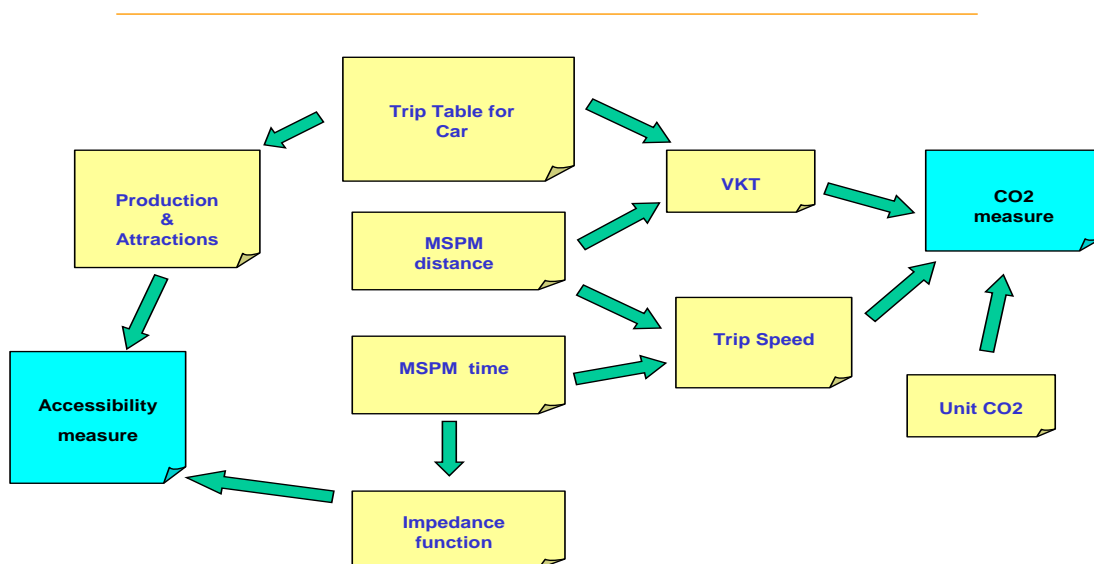 Trip Table for
Car
Production
&
Attractions
VKT
CO2
measure
MSPM
distance
Trip Speed
MSPM time
Accessibility
measure
Unit CO2
Impedance
function